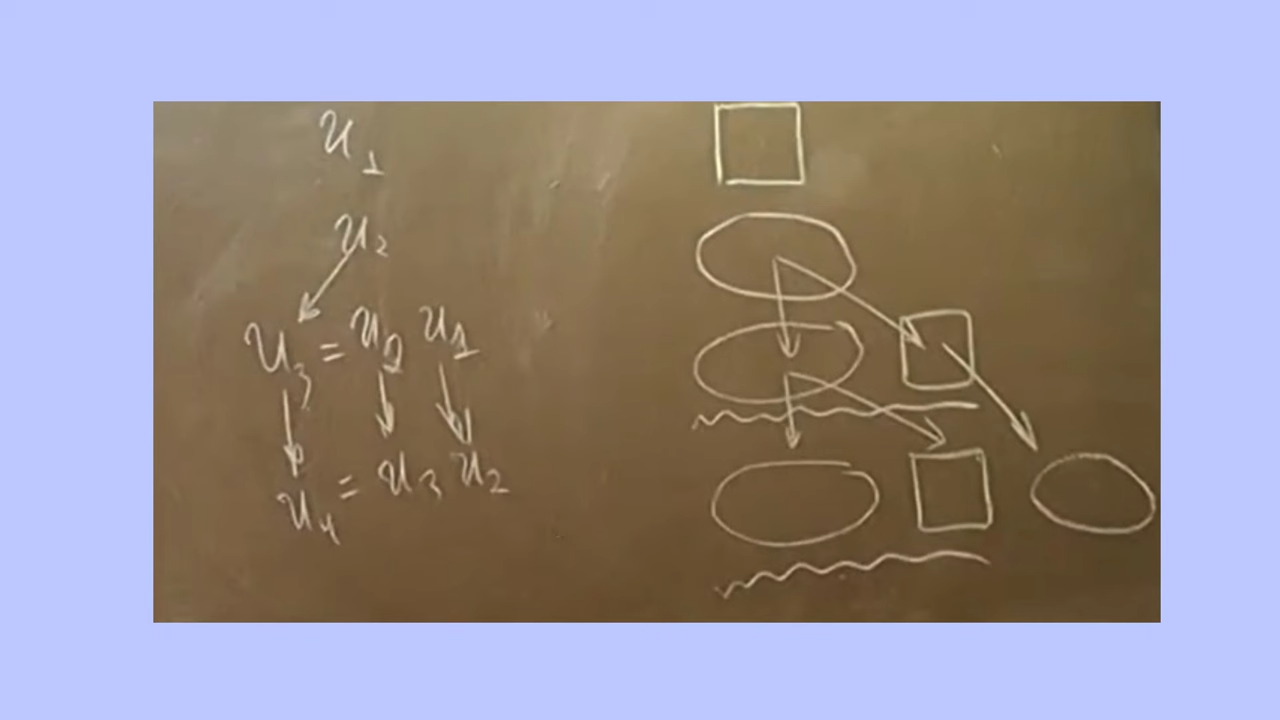 u₁
u₂
u₃ = u₂ u₁
u₄ = u₃ u₂